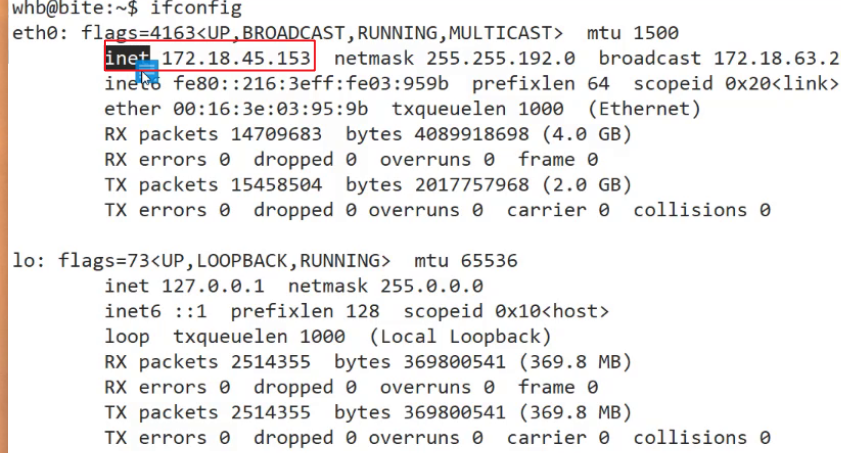 whb@bite:~$ ifconfig
eth0: flags=4163<UP,BROADCAST,RUNNING,MULTICAST>  mtu 1500
        inet 172.18.45.153  netmask 255.255.192.0  broadcast 172.18.63.2
        inet6 fe80::216:3eff:fe03:959b  prefixlen 64  scopeid 0x20<link>
        ether 00:16:3e:03:95:9b  txqueuelen 1000  (Ethernet)
        RX packets 14709683  bytes 4089918698 (4.0 GB)
        RX errors 0  dropped 0  overruns 0  frame 0
        TX packets 15458504  bytes 2017757968 (2.0 GB)
        TX errors 0  dropped 0 overruns 0  carrier 0  collisions 0

lo: flags=73<UP,LOOPBACK,RUNNING>  mtu 65536
        inet 127.0.0.1  netmask 255.0.0.0
        inet6 ::1  prefixlen 128  scopeid 0x10<host>
        loop  txqueuelen 1000  (Local Loopback)
        RX packets 2514355  bytes 369800541 (369.8 MB)
        RX errors 0  dropped 0  overruns 0  frame 0
        TX packets 2514355  bytes 369800541 (369.8 MB)
        TX errors 0  dropped 0 overruns 0  carrier 0  collisions 0